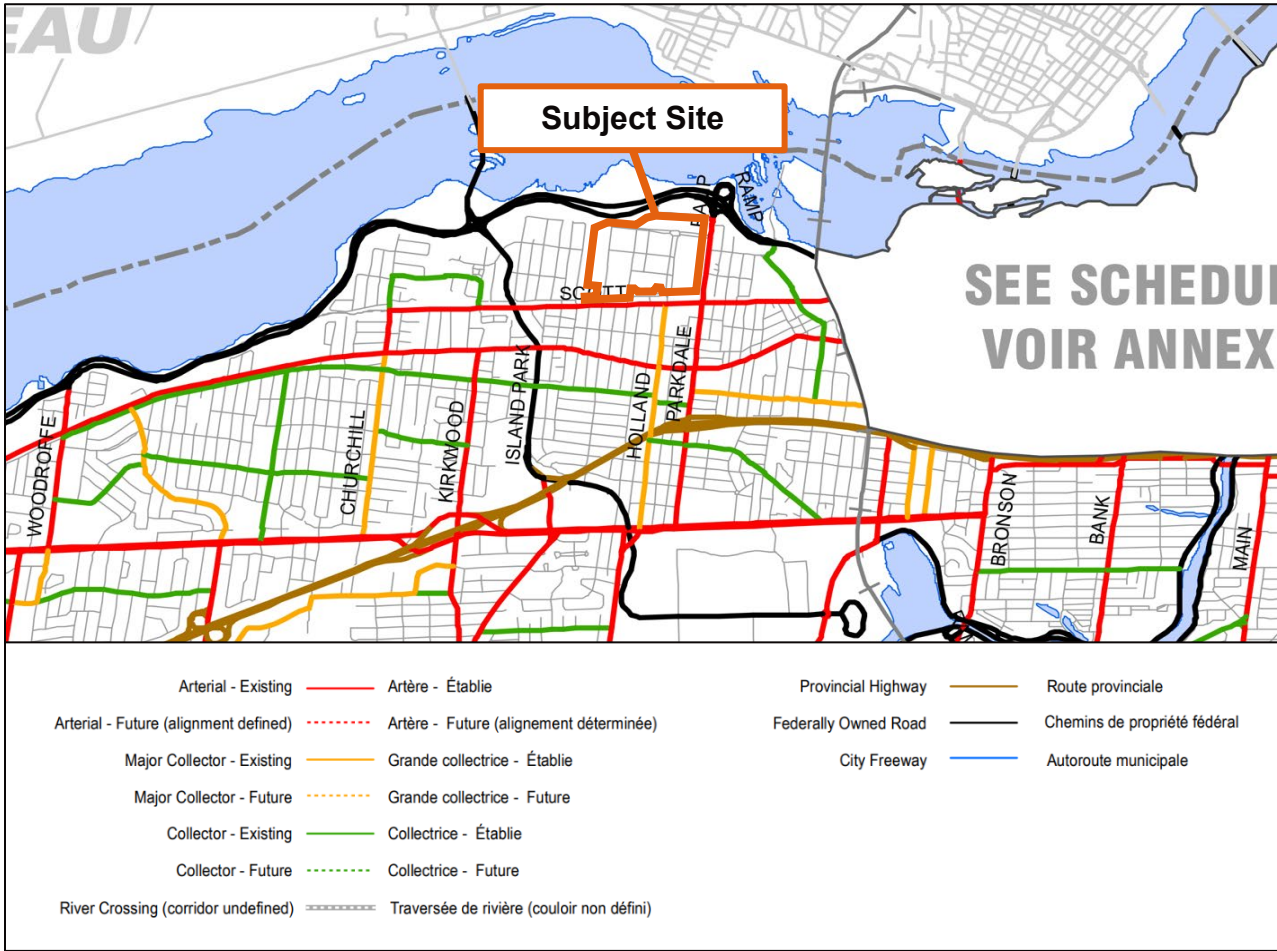 EAU
Subject Site
RAMP
SCOTT
SEE SCHEDU
VOIR ANNEX
WOODROFFE
CHURCHILL
KIRKWOOD
ISLAND PARK
HOLLAND
PARKDALE
BRONSON
BANK
MAIN
Arterial - Existing Artère - Établie
Arterial - Future (alignment defined) Artère - Future (alignement déterminée)
Major Collector - Existing Grande collectrice - Établie
Major Collector - Future Grande collectrice - Future
Collector - Existing Collectrice - Établie
Collector - Future Collectrice - Future
River Crossing (corridor undefined) Traversée de rivière (couloir non défini)
Provincial Highway Route provinciale
Federally Owned Road Chemins de propriété fédéral
City Freeway Autoroute municipale